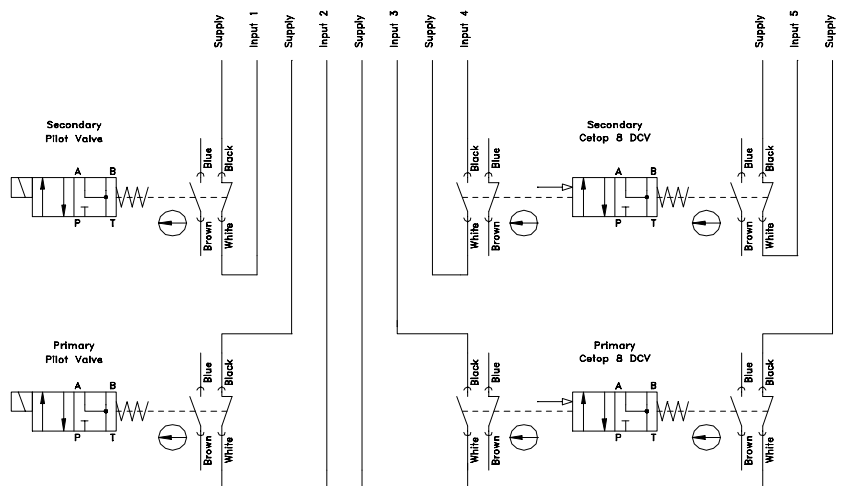 Supply
Input 1
Supply
Input 2
Supply
Input 3
Supply
Input 4
Supply
Input 5
Supply
Secondary
Pilot Valve
A B
P T
Blue
Black
Brown
White
Black
Blue
White
Brown
Secondary
Cetop 8 DCV
A B
P T
Blue
Black
Brown
White
Primary
Pilot Valve
A B
P T
Blue
Black
Brown
White
Black
Blue
White
Brown
Primary
Cetop 8 DCV
A B
P T
Blue
Black
Brown
White